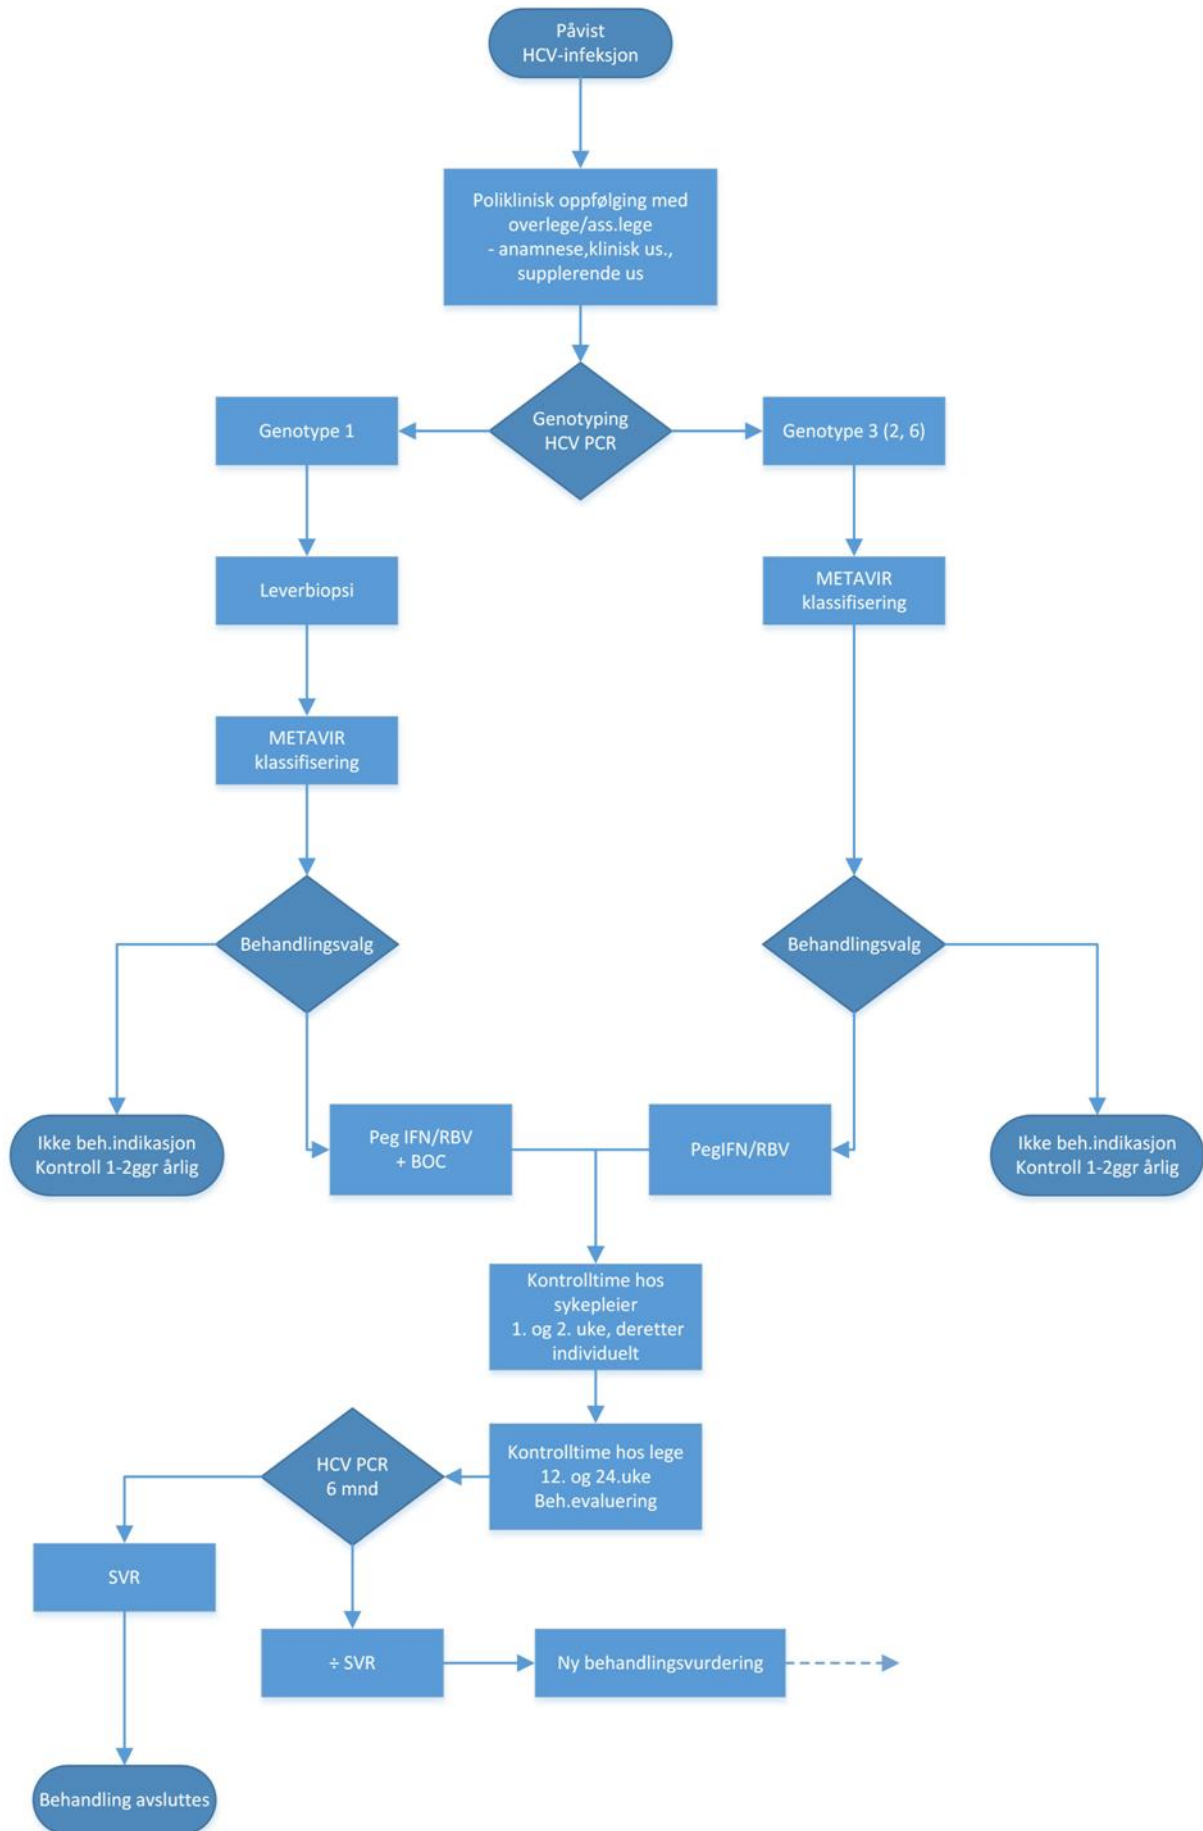 Påvist
HCV-infeksjon
Poliklinisk oppfølging med
overlege/ass.lege
- anamnese,klinisk us.,
supplerende us
Genotyping
HCV PCR
Genotype 1
Genotype 3 (2, 6)
Leverbiopsi
METAVIR
klassifisering
METAVIR
klassifisering
Behandlingsvalg
Behandlingsvalg
Ikke beh.indikasjon
Kontroll 1-2ggr årlig
Peg IFN/RBV
+ BOC
PegIFN/RBV
Ikke beh.indikasjon
Kontroll 1-2ggr årlig
Kontrolltime hos
sykepleier
1. og 2. uke, deretter
individuelt
Kontrolltime hos lege
12. og 24.uke
Beh.evaluering
HCV PCR
6 mnd
SVR
÷ SVR
Ny behandlingsvurdering
Behandling avsluttes